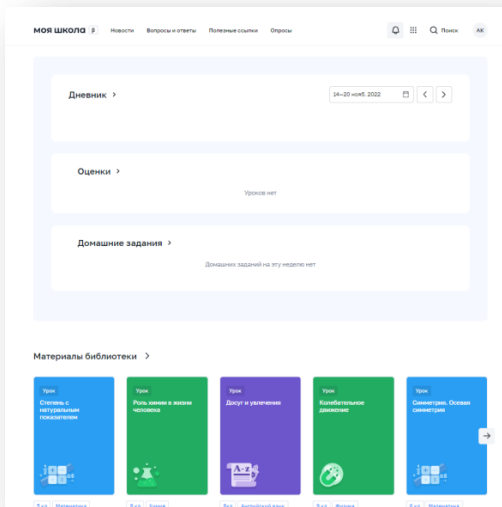 моя школа β Новости Вопросы и ответы Полезные ссылки Опросы Поиск АК
Дневник
14—20 нояб. 2022
Оценки
Уроков нет
Домашние задания
Домашних заданий на эту неделю нет
Материалы библиотеки
Урок
Степень с
натуральным
показателем
Урок
Роль химии в жизни
человека
Урок
Досуг и увлечения
A-z
Урок
Колебательное
движение
Урок
Симметрия. Осевая
симметрия
Математика
Химия
Английский язык
Физика
Математика